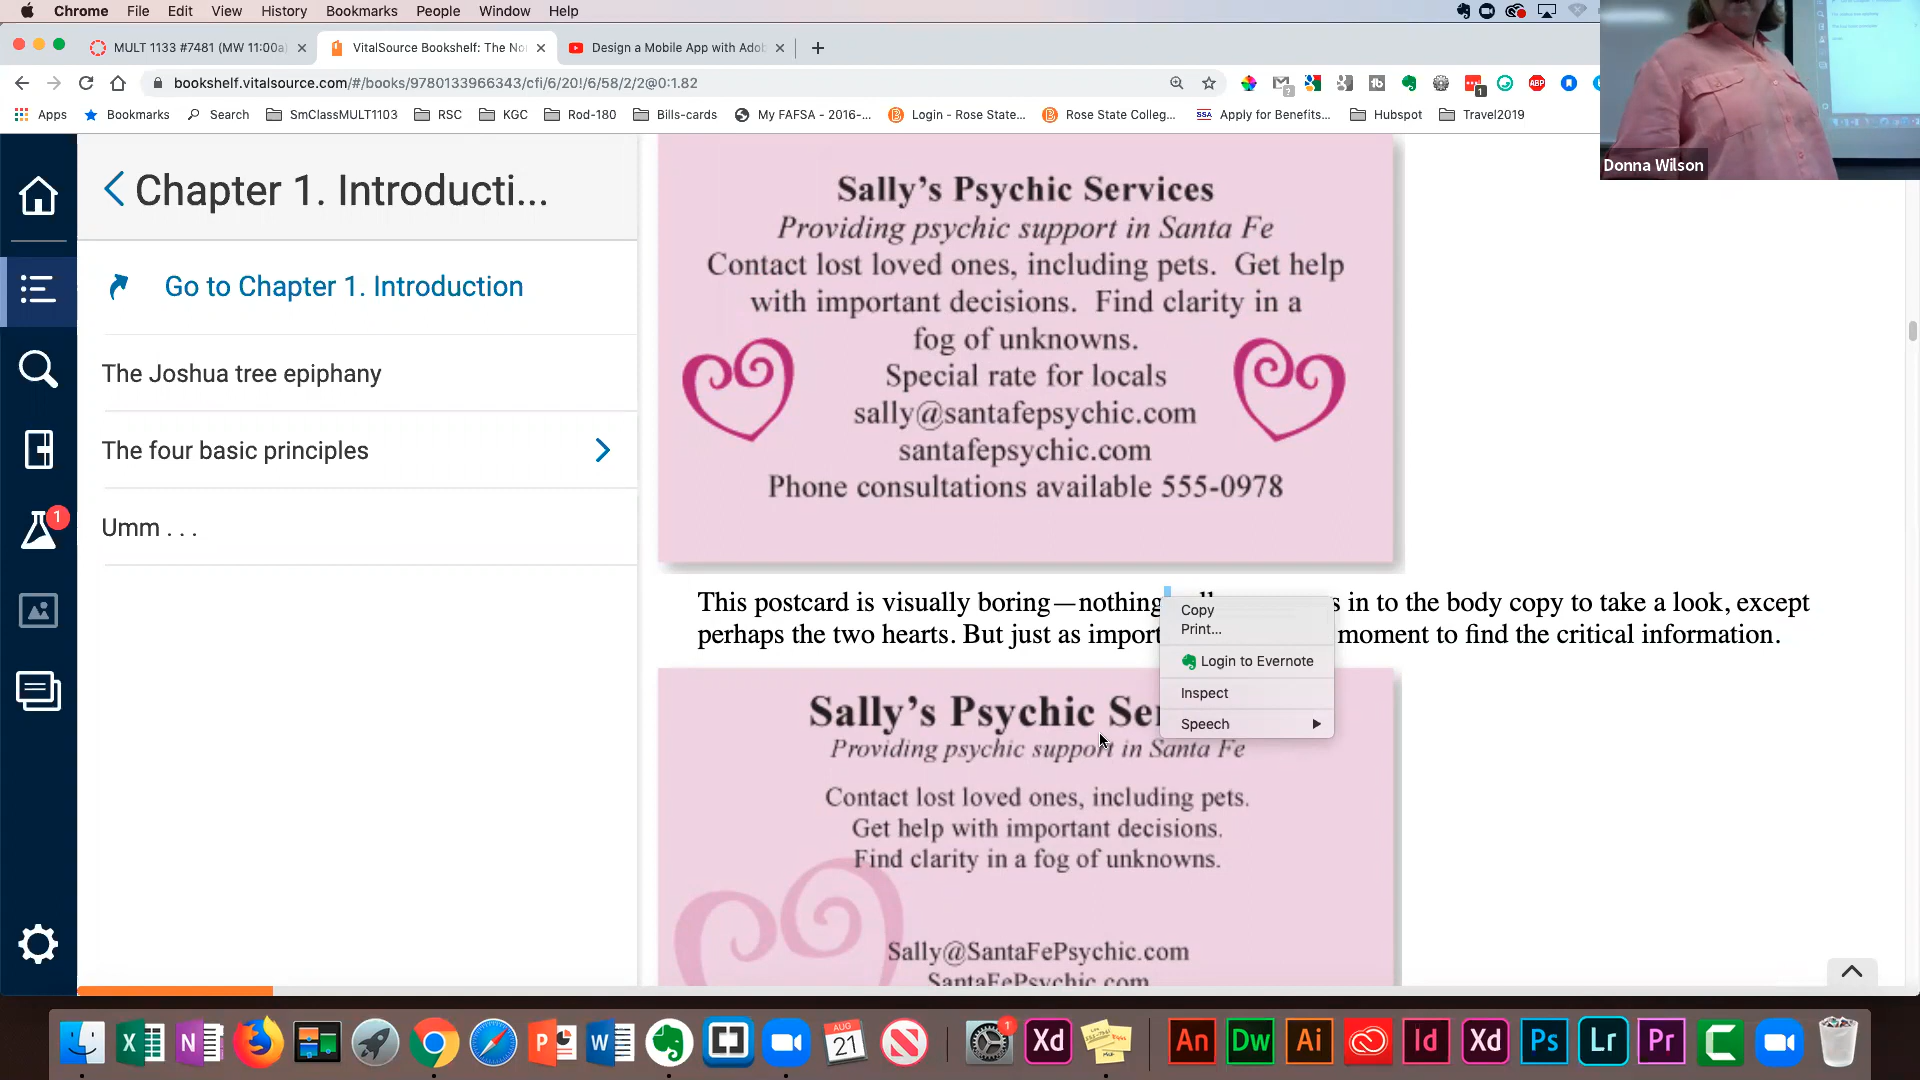 Chrome File Edit View History Bookmarks People Window Help
MULT 1133 #7481 (MW 11:00a
VitalSource Bookshelf: The No
Design a Mobile App with Adob
bookshelf.vitalsource.com/#/books/9780133966343/cfi/6/20!/6/58/2/2@0:1.82
Apps Bookmarks Search SmClassMULT1103 RSC KGC Rod-180 Bills-cards My FAFSA - 2016-... Login - Rose State... Rose State Colleg... SSA Apply for Benefits... Hubspot Travel2019
Donna Wilson
Chapter 1. Introducti...
Go to Chapter 1. Introduction
The Joshua tree epiphany
The four basic principles
1
Umm . . .
Sally's Psychic Services
Providing psychic support in Santa Fe
Contact lost loved ones, including pets. Get help
with important decisions. Find clarity in a
fog of unknowns.
Special rate for locals
sally@santafepsychic.com
santafepsychic.com
Phone consultations available 555-0978
This postcard is visually boring—nothing s in to the body copy to take a look, except
perhaps the two hearts. But just as import moment to find the critical information.
Copy
Print...
Login to Evernote
Inspect
Speech
Sally's Psychic Se
Providing psychic support in Santa Fe
Contact lost loved ones, including pets.
Get help with important decisions.
Find clarity in a fog of unknowns.
Sally@SantaFePsychic.com
SantaFePsychic.com
AUG
21
1
Xd
An Dw Ai Id Xd Ps Lr Pr